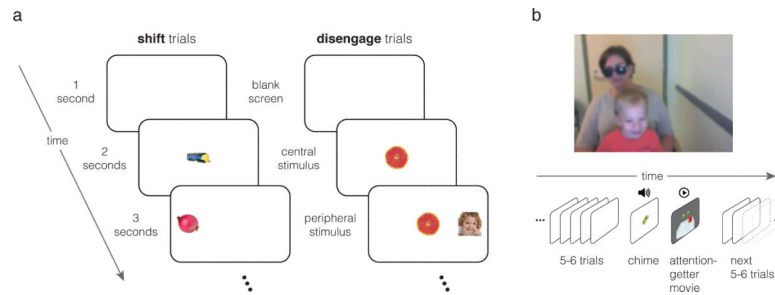 a
shift trials
disengage trials
1
second
blank
screen
time
2
seconds
central
stimulus
3
seconds
peripheral
stimulus
b
time
5-6 trials
chime
attention-
getter
movie
next
5-6 trials